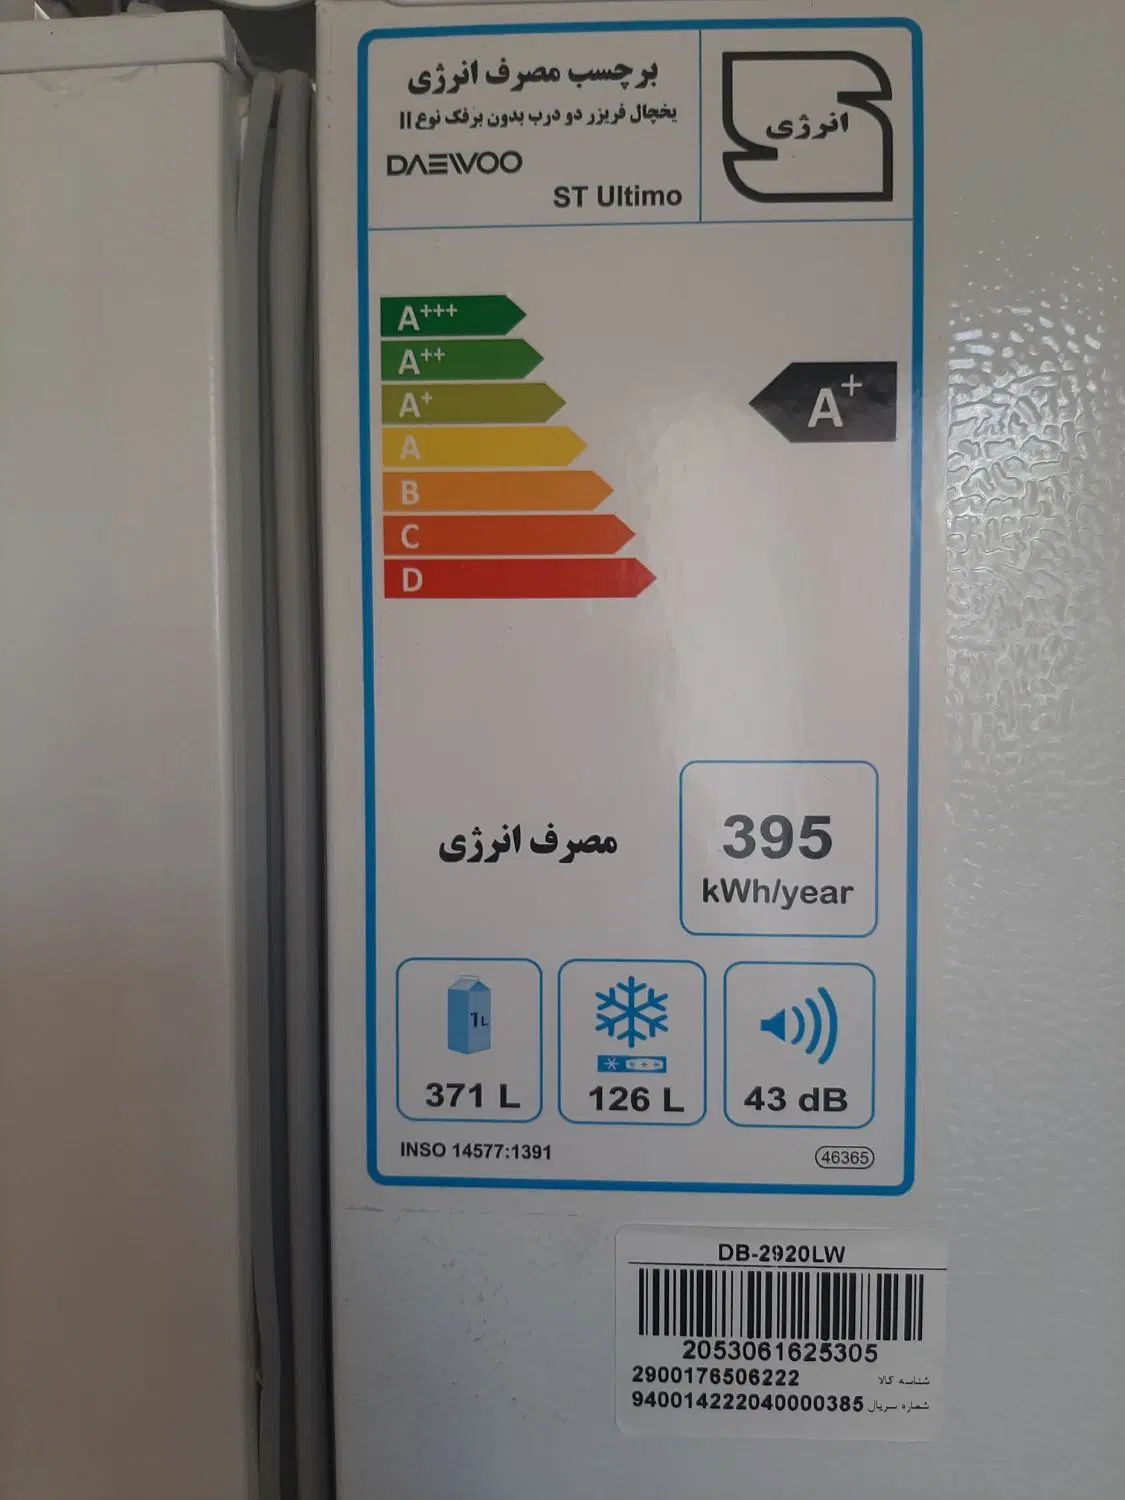 برچسب مصرف انرژی
یخچال فریزر دو درب بدون برفک نوع II
DAEWOO
ST Ultimo
انرژی
A+++
A++
A+
A
B
C
D
A+
مصرف انرژی
395
kWh/year
1L
371 L
126 L
43 dB
INSO 14577:1391
46365
DB-2920LW
2053061625305
2900176506222 شناسه کالا
940014222040000385 شماره سریال